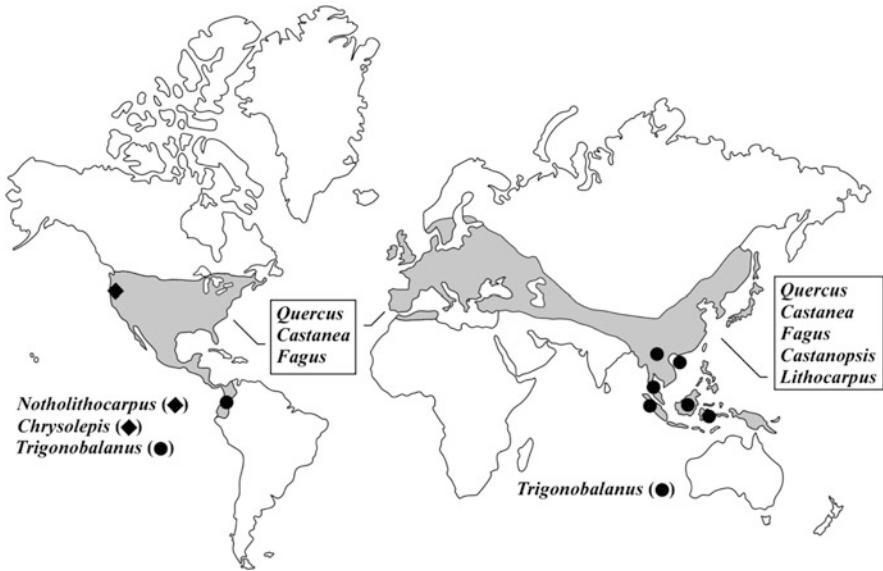 Quercus
Castanea
Fagus
Quercus
Castanea
Fagus
Castanopsis
Lithocarpus
Notholithocarpus (◆)
Chrysolepis (◆)
Trigonobalanus (●)
Trigonobalanus (●)